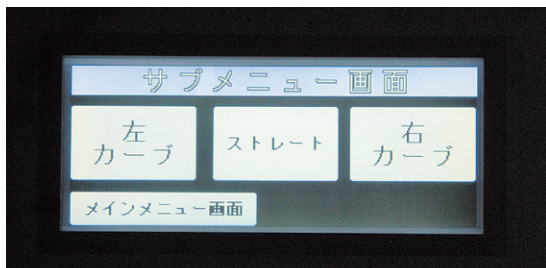 サブメニュー画面
左
カーブ
ストレート
右
カーブ
メインメニュー画面